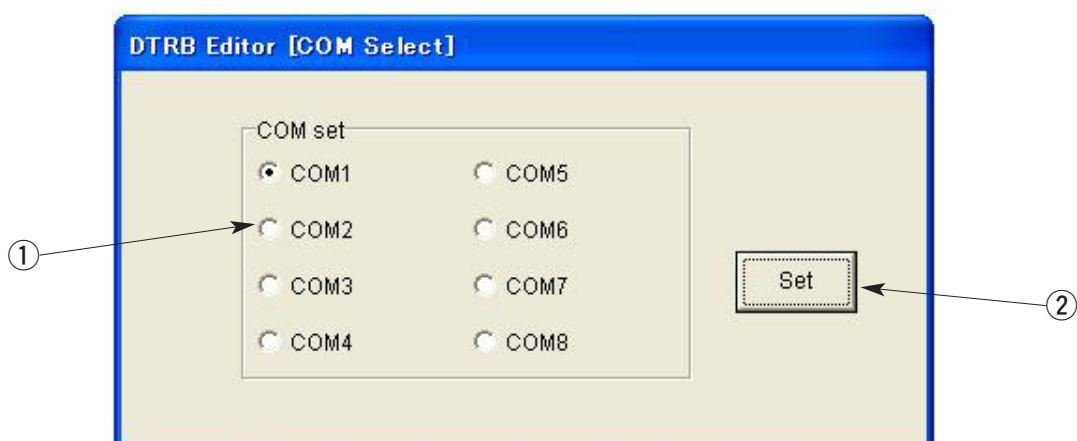 DTRB Editor [COM Select]
COM set
COM1 COM5
① COM2 COM6
COM3 COM7 Set ②
COM4 COM8